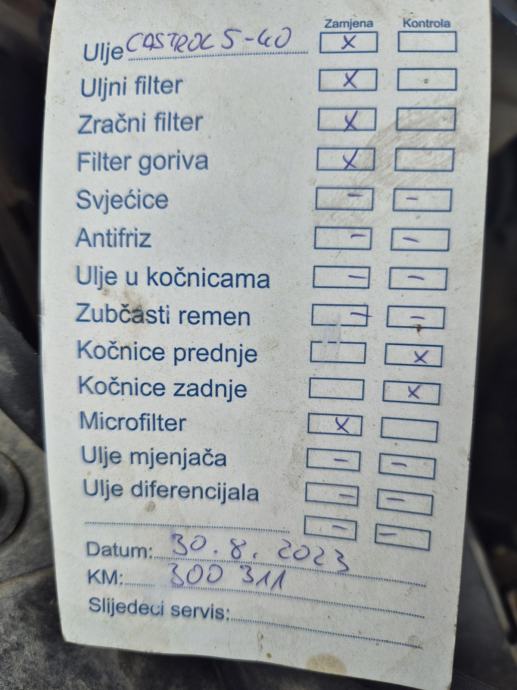 Zamjena Kontrola
Ulje CASTROL 5-40 x
Uljni filter x
Zračni filter x
Filter goriva x
Svjećice - -
Antifriz - -
Ulje u kočnicama - -
Zubčasti remen - -
Kočnice prednje x
Kočnice zadnje x
Microfilter x
Ulje mjenjača - -
Ulje diferencijala - -
- -
Datum: 30.8.2023
KM: 300 311
Slijedeci servis: